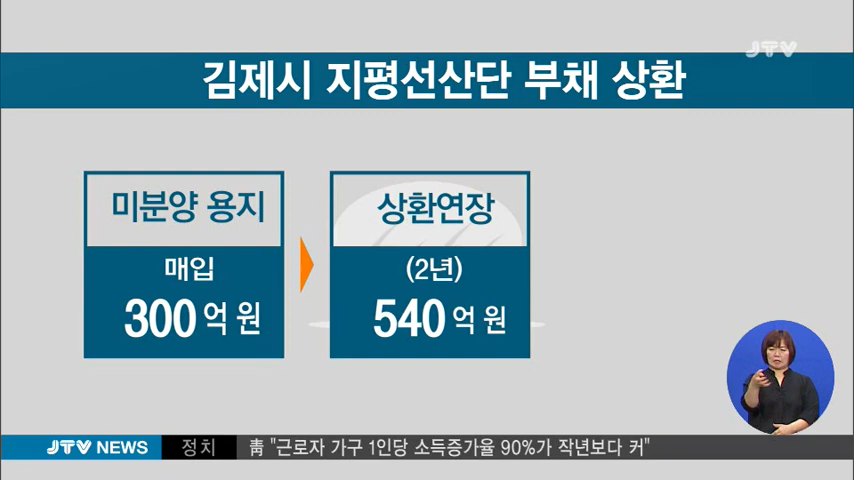 JTV
김제시 지평선산단 부채 상환
미분양 용지
매입
300억 원
상환연장
(2년)
540억 원
JTV NEWS 정치 靑 "근로자 가구 1인당 소득증가율 90%가 작년보다 커"